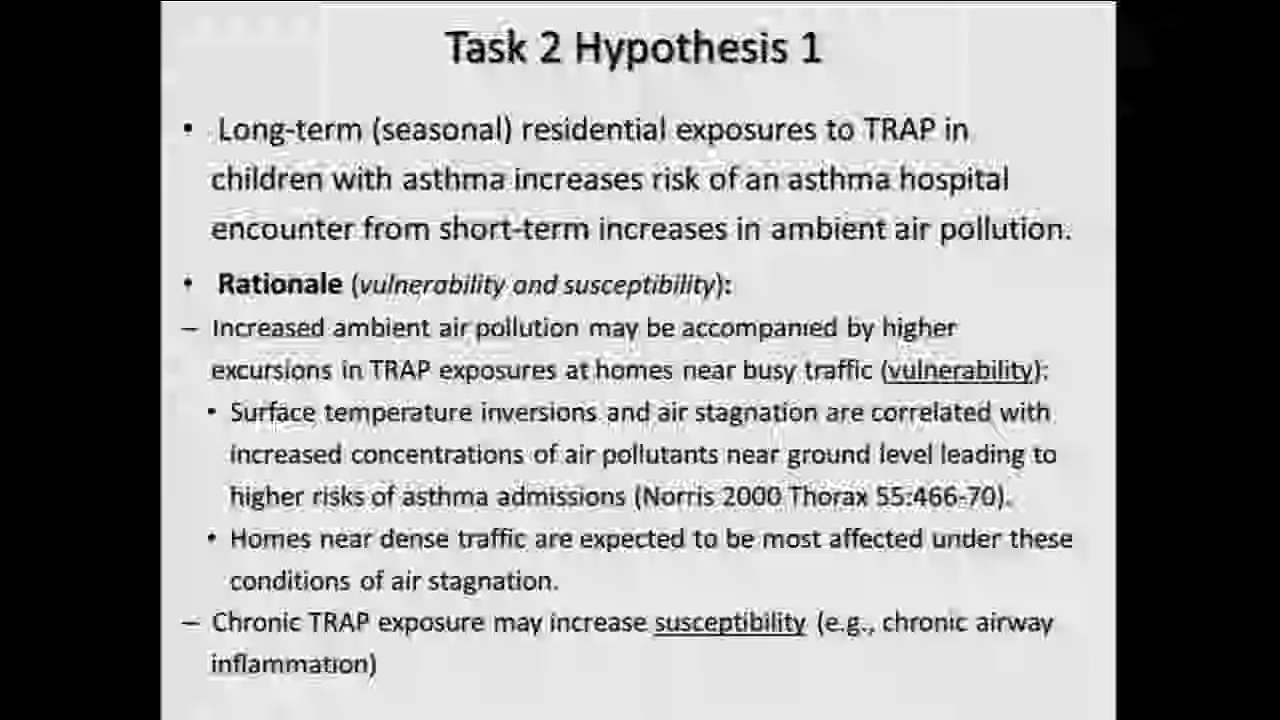 Task 2 Hypothesis 1
• Long-term (seasonal) residential exposures to TRAP in
children with asthma increases risk of an asthma hospital
encounter from short-term increases in ambient air pollution.
• Rationale (vulnerability and susceptibility):
– Increased ambient air pollution may be accompanied by higher
excursions in TRAP exposures at homes near busy traffic (vulnerability):
• Surface temperature inversions and air stagnation are correlated with
increased concentrations of air pollutants near ground level leading to
higher risks of asthma admissions (Norris 2000 Thorax 55:466-70).
• Homes near dense traffic are expected to be most affected under these
conditions of air stagnation.
– Chronic TRAP exposure may increase susceptibility (e.g., chronic airway
inflammation)